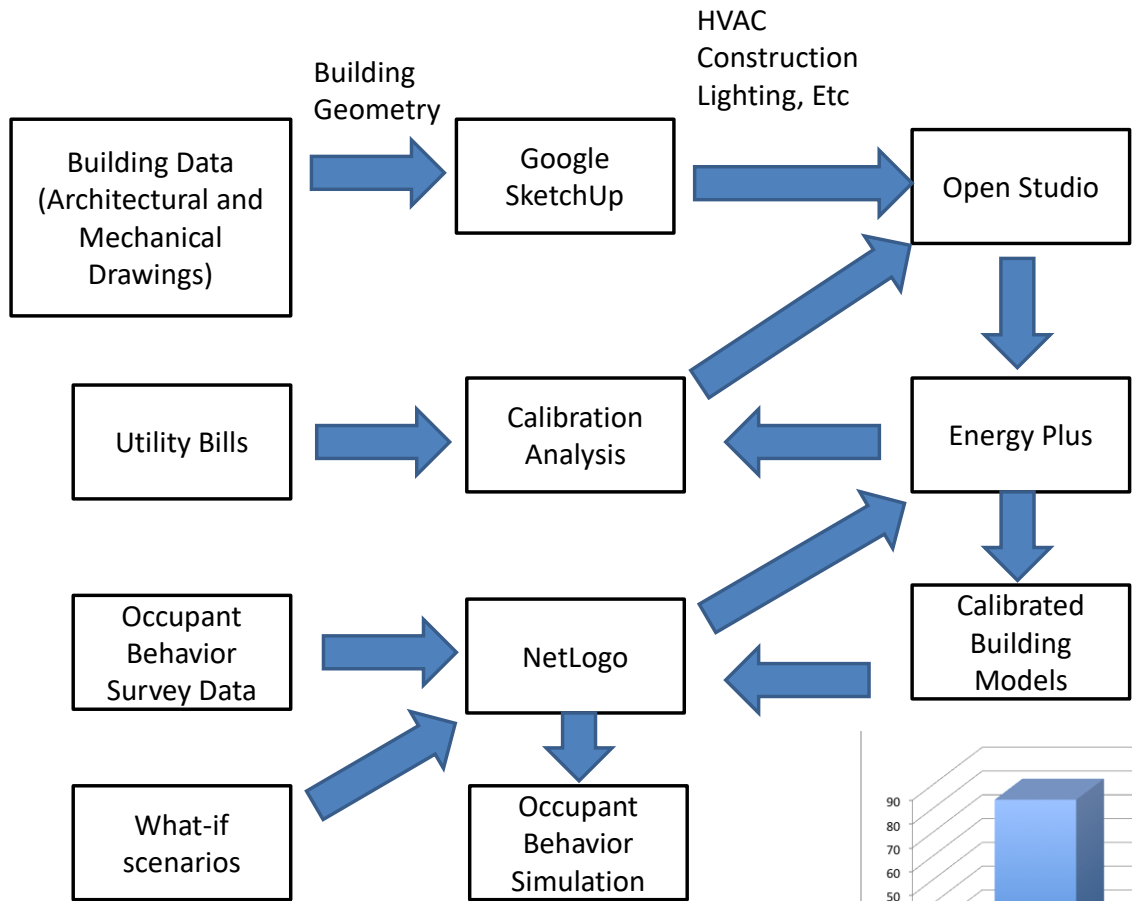 HVAC
Construction
Lighting, Etc
Building
Geometry
Building Data
(Architectural and
Mechanical
Drawings)
Google
SketchUp
Open Studio
Utility Bills
Calibration
Analysis
Energy Plus
Occupant
Behavior
Survey Data
NetLogo
Calibrated
Building
Models
What-if
scenarios
Occupant
Behavior
Simulation
90
80
70
60
50